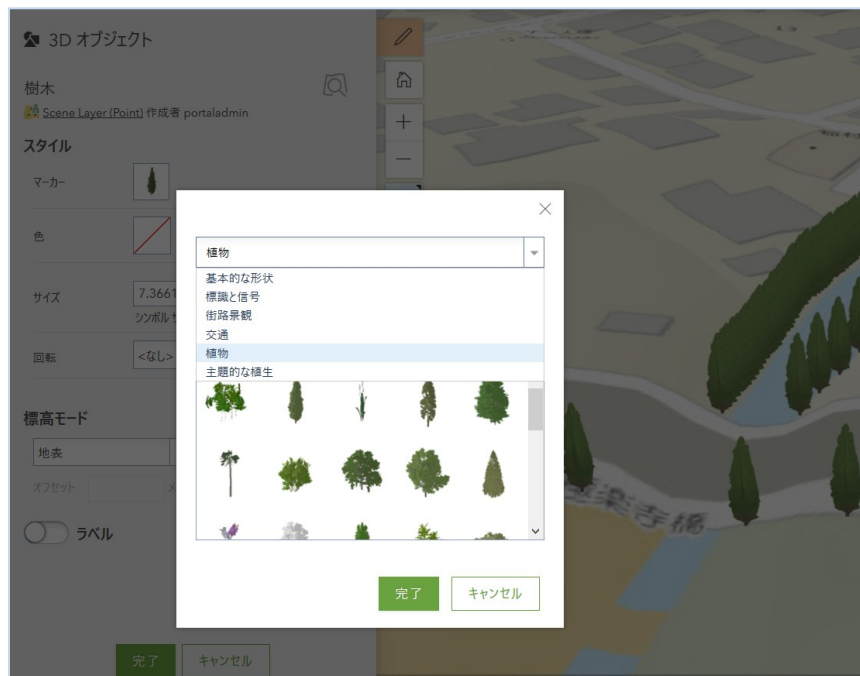 3D オブジェクト
樹木
Scene Layer (Point) 作成者 portaladmin
スタイル
マーカー
色
サイズ
7.3661
シンボル
回転
<なし>
標高モード
地表
オフセット
ラベル
完了
キャンセル
植物
基本的な形状
標識と信号
街路景観
交通
植物
主題的な植生
完了
キャンセル
楽寺橋